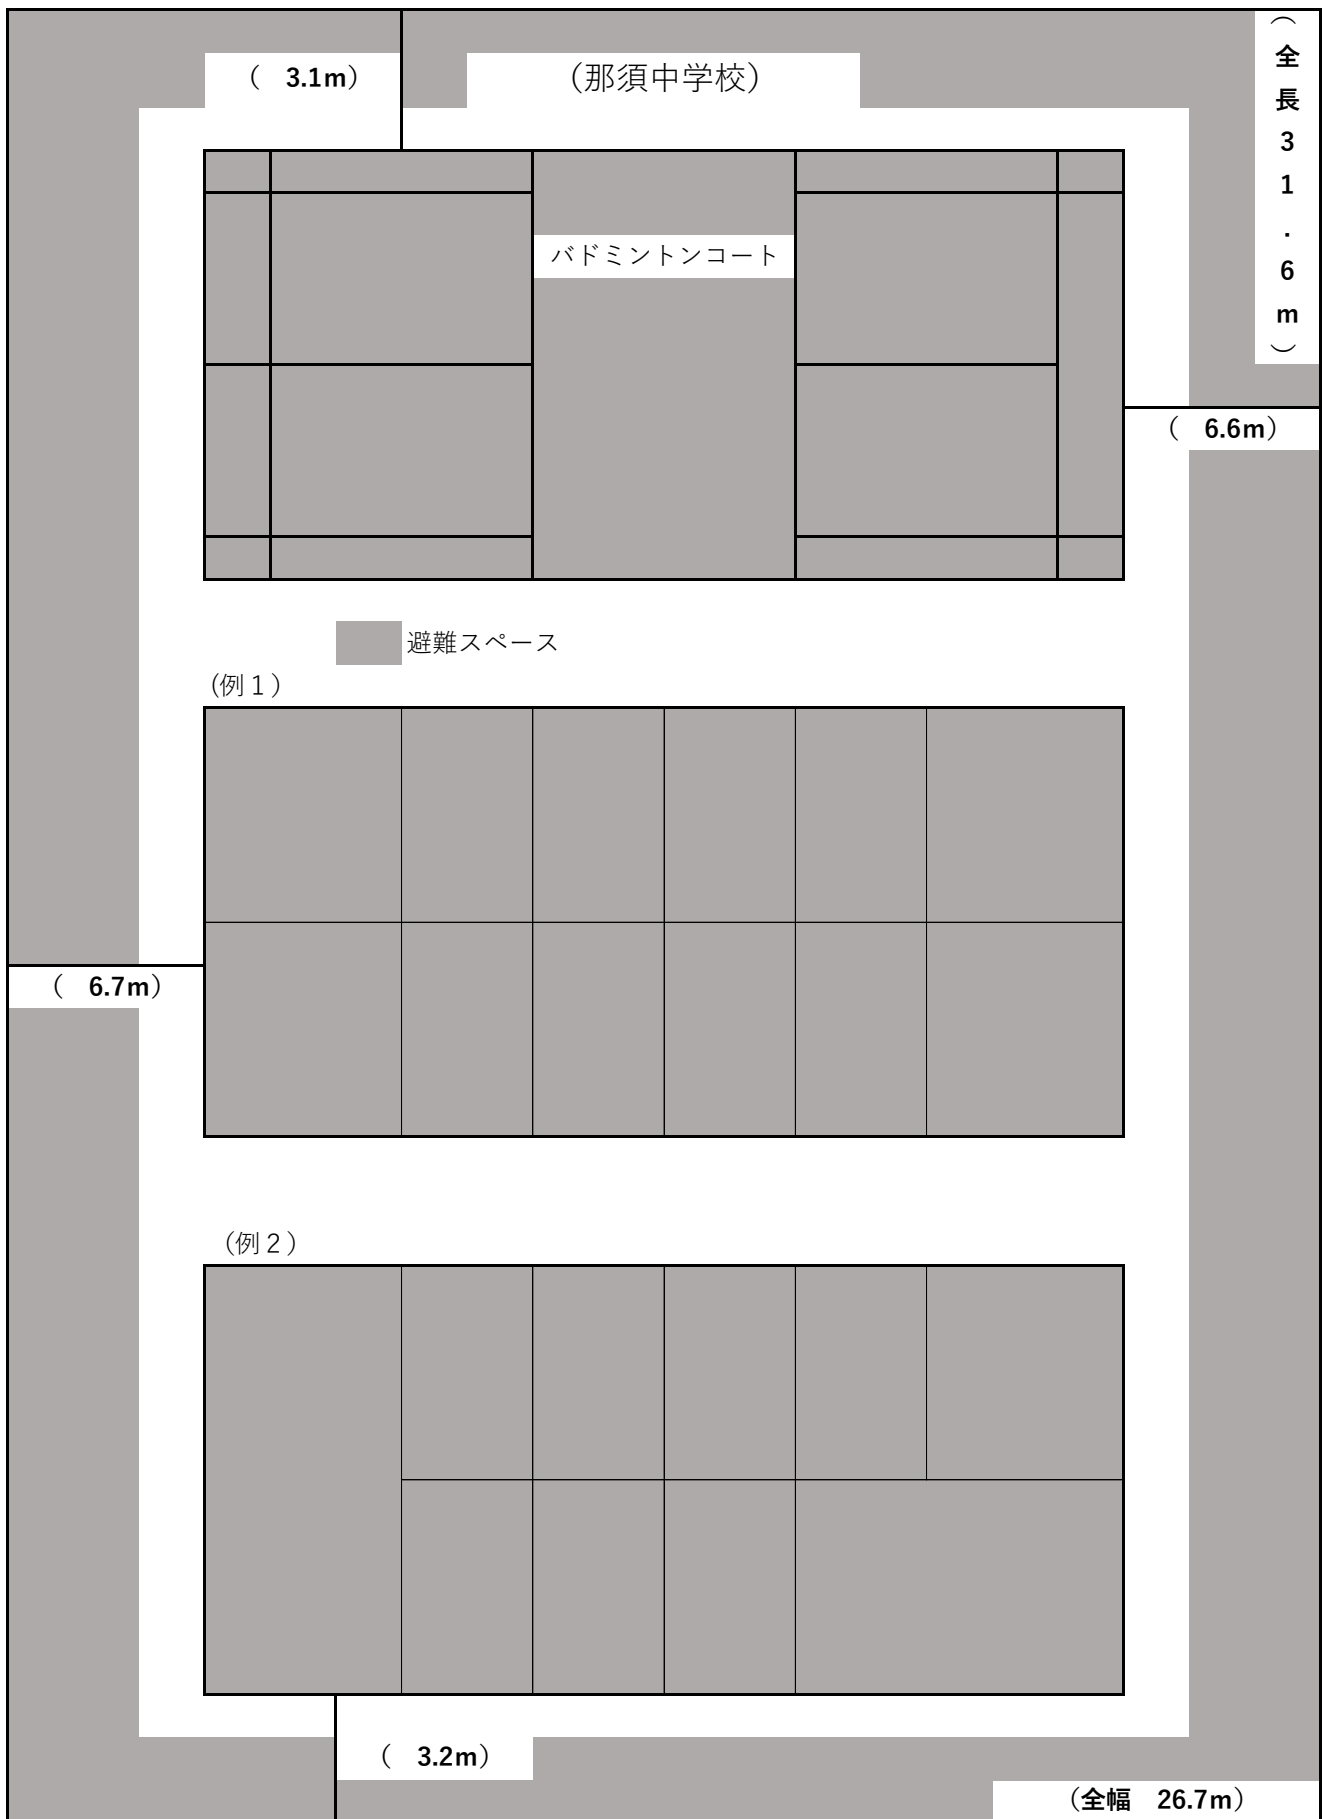 （　3.1m）
（那須中学校）
（全長31.6m）
バドミントンコート
（　6.6m）
避難スペース
（例１）
（　6.7m）
（例２）
（　3.2m）
（全幅　26.7m）